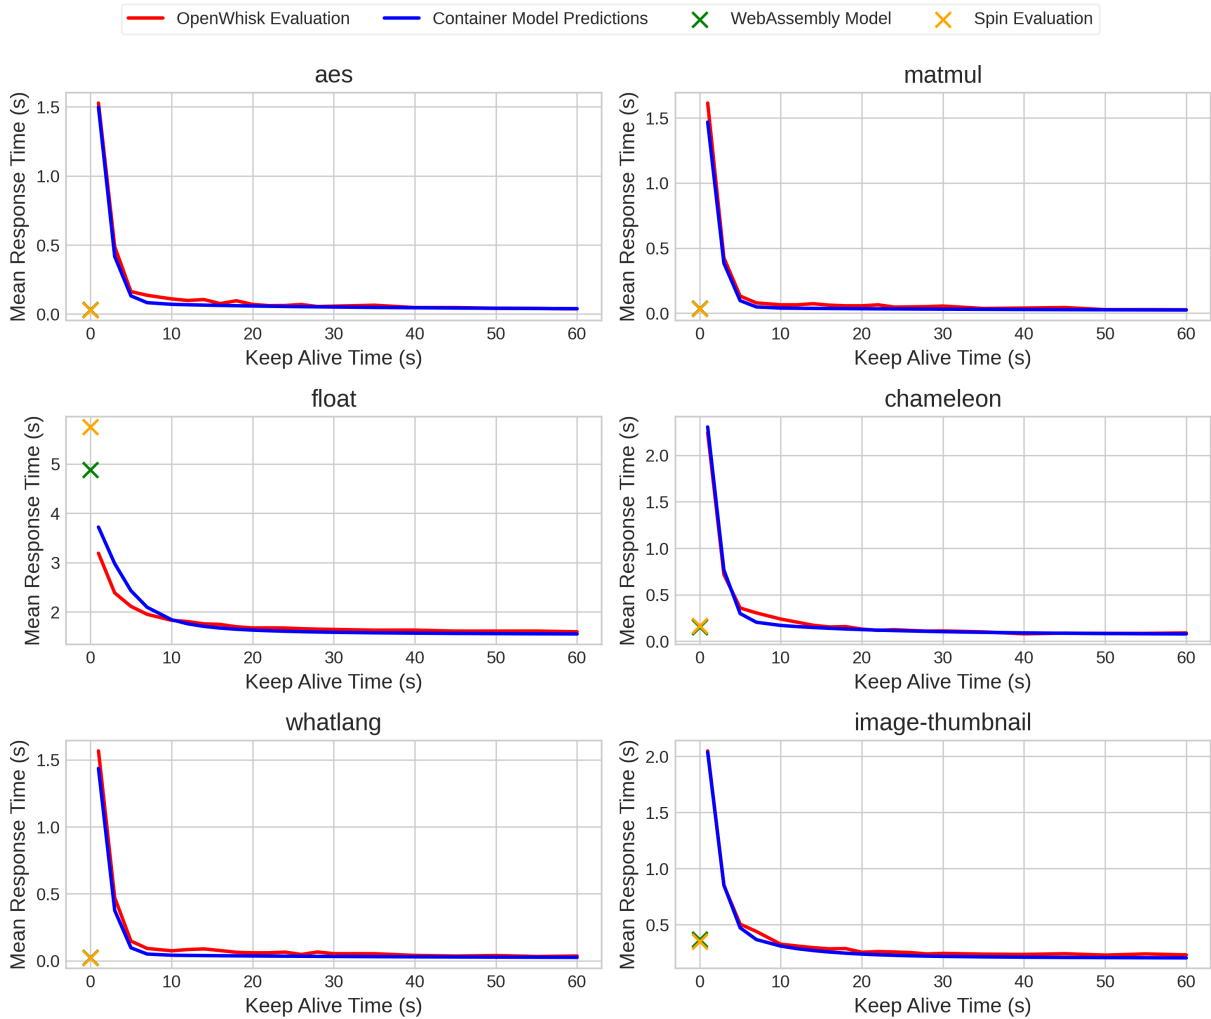 OpenWhisk Evaluation Container Model Predictions WebAssembly Model Spin Evaluation
aes
Mean Response Time (s)
1.5
1.0
0.5
0.0
0 10 20 30 40 50 60
Keep Alive Time (s)
matmul
Mean Response Time (s)
1.5
1.0
0.5
0.0
0 10 20 30 40 50 60
Keep Alive Time (s)
float
Mean Response Time (s)
5
4
3
2
0 10 20 30 40 50 60
Keep Alive Time (s)
chameleon
Mean Response Time (s)
2.0
1.5
1.0
0.5
0.0
0 10 20 30 40 50 60
Keep Alive Time (s)
whatlang
Mean Response Time (s)
1.5
1.0
0.5
0.0
0 10 20 30 40 50 60
Keep Alive Time (s)
image-thumbnail
Mean Response Time (s)
2.0
1.5
1.0
0.5
0 10 20 30 40 50 60
Keep Alive Time (s)